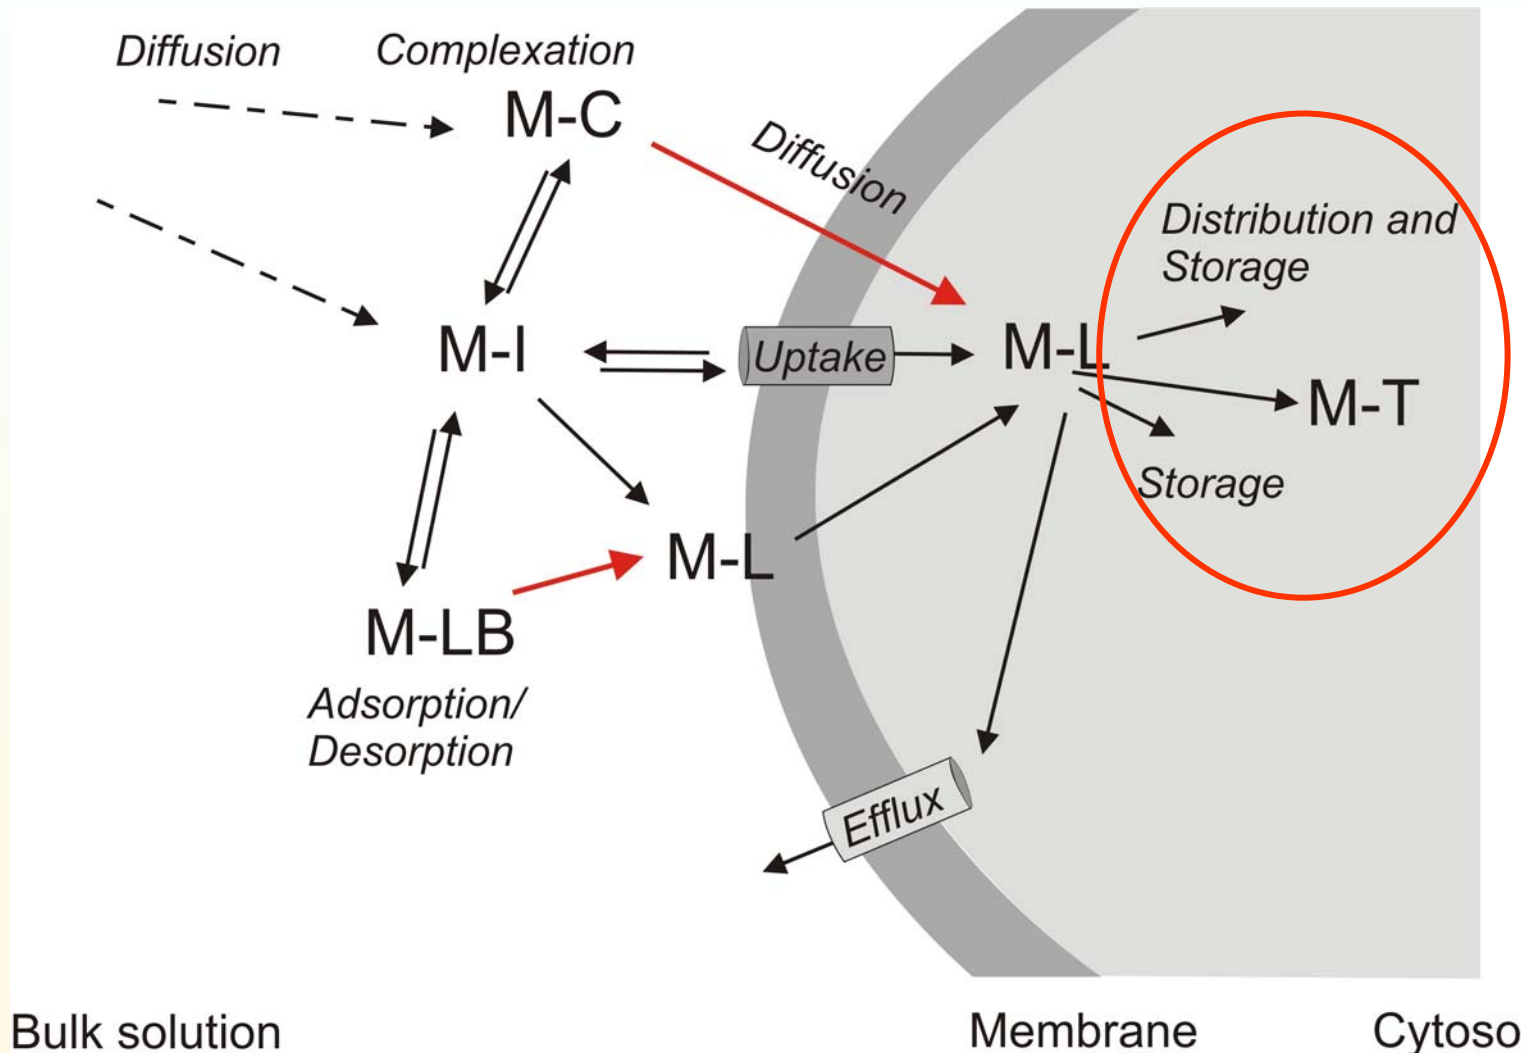 Diffusion
Complexation
M-C
Diffusion
Distribution and
Storage
M-I
Uptake
M-L
M-T
Storage
M-L
M-LB
Adsorption/
Desorption
Efflux
Bulk solution
Membrane
Cytoso